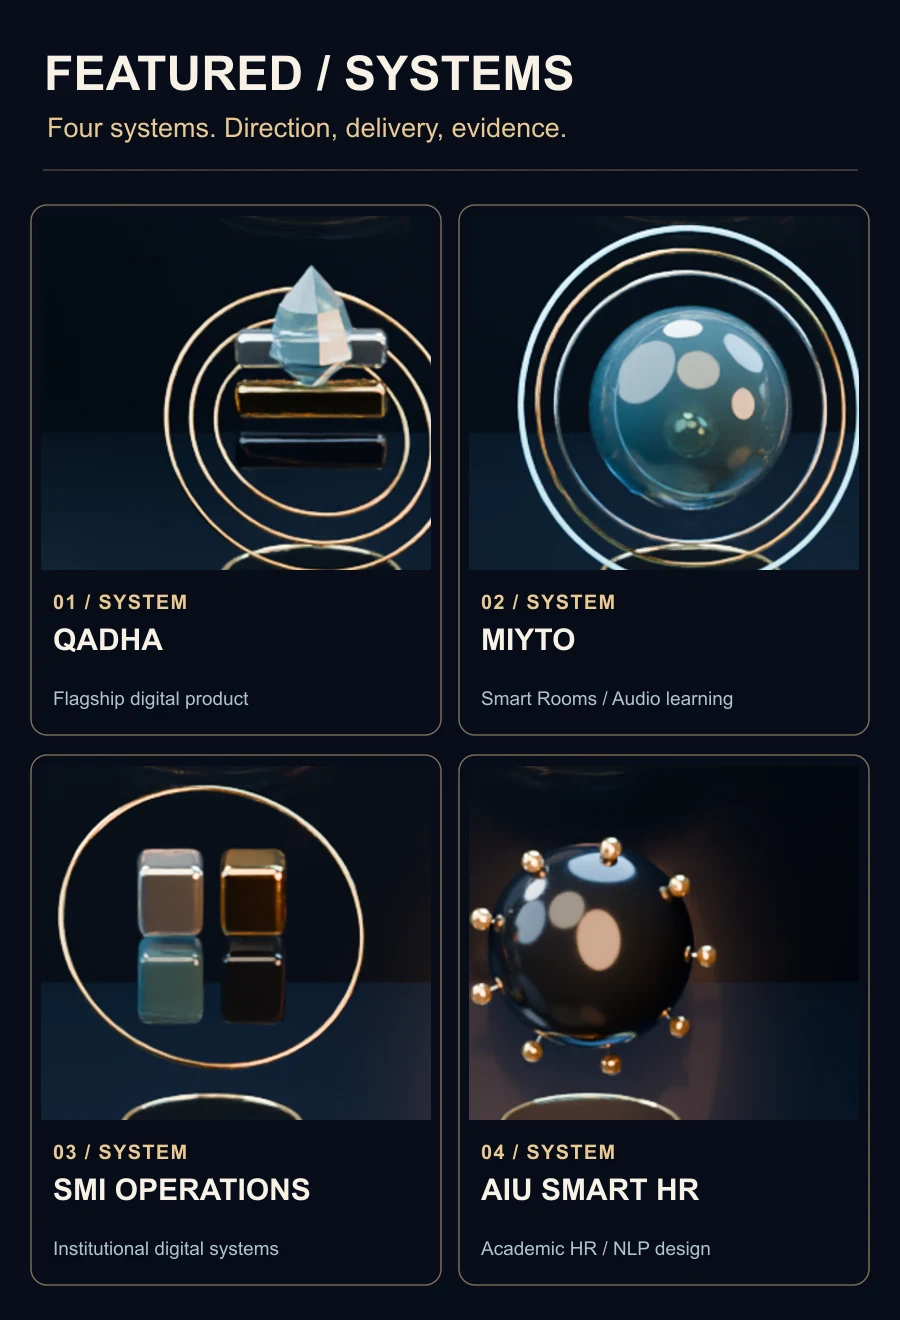 FEATURED / SYSTEMS
Four systems. Direction, delivery, evidence.
01 / SYSTEM
QADHA
Flagship digital product
02 / SYSTEM
MIYTO
Smart Rooms / Audio learning
03 / SYSTEM
SMI OPERATIONS
Institutional digital systems
04 / SYSTEM
AIU SMART HR
Academic HR / NLP design